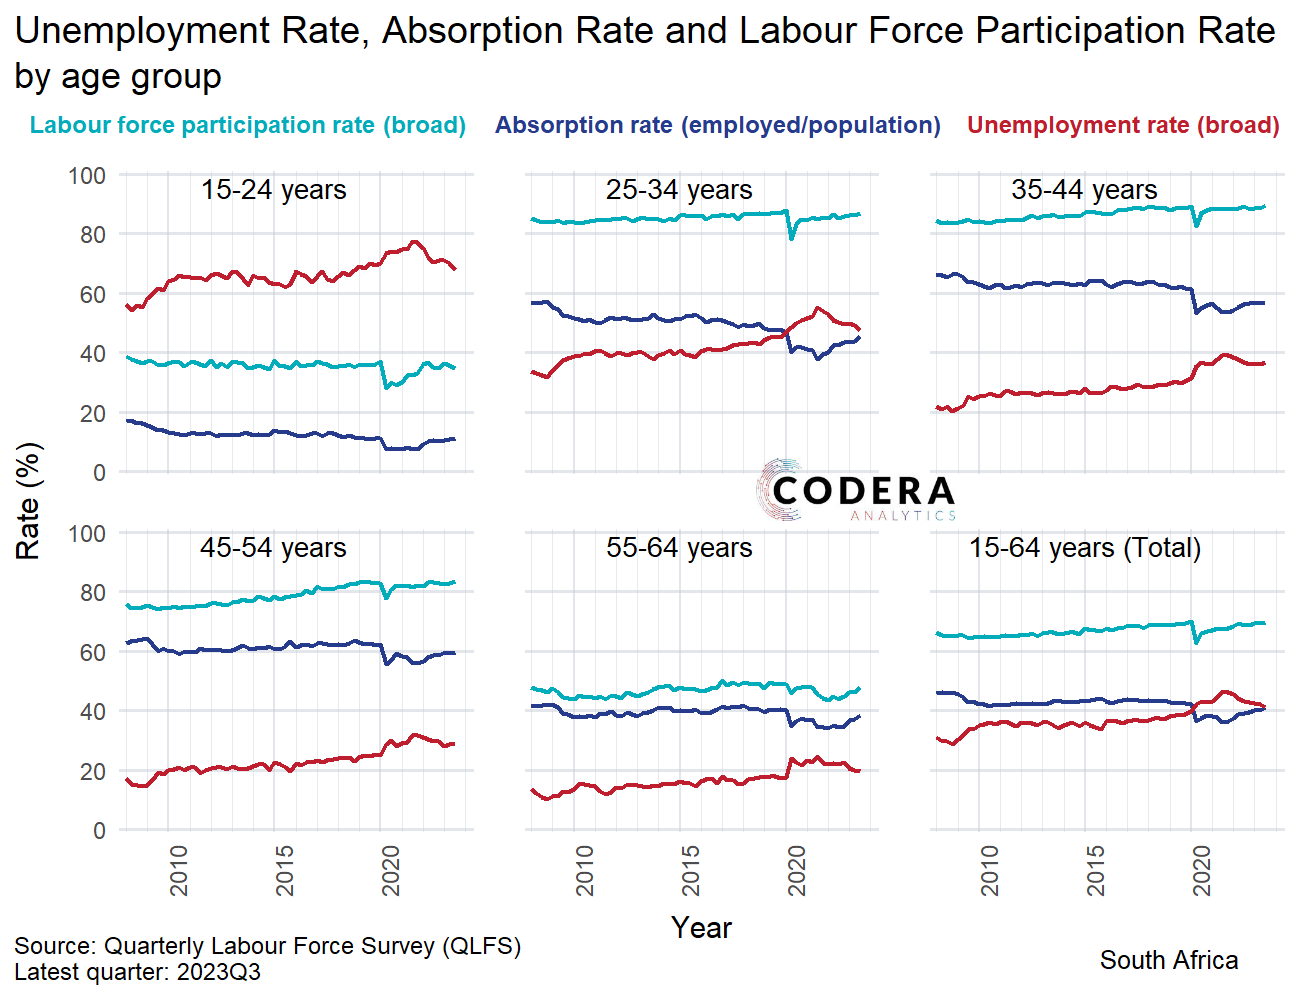 Unemployment Rate, Absorption Rate and Labour Force Participation Rate
by age group
Labour force participation rate (broad) Absorption rate (employed/population) Unemployment rate (broad)
15-24 years 25-34 years 35-44 years
100
80
60
40
20
0
Rate (%)
CODERA
ANALYTICS
45-54 years 55-64 years 15-64 years (Total)
100
80
60
40
20
0
2010 2015 2020 2010 2015 2020 2010 2015 2020
Year
Source: Quarterly Labour Force Survey (QLFS)
Latest quarter: 2023Q3
South Africa